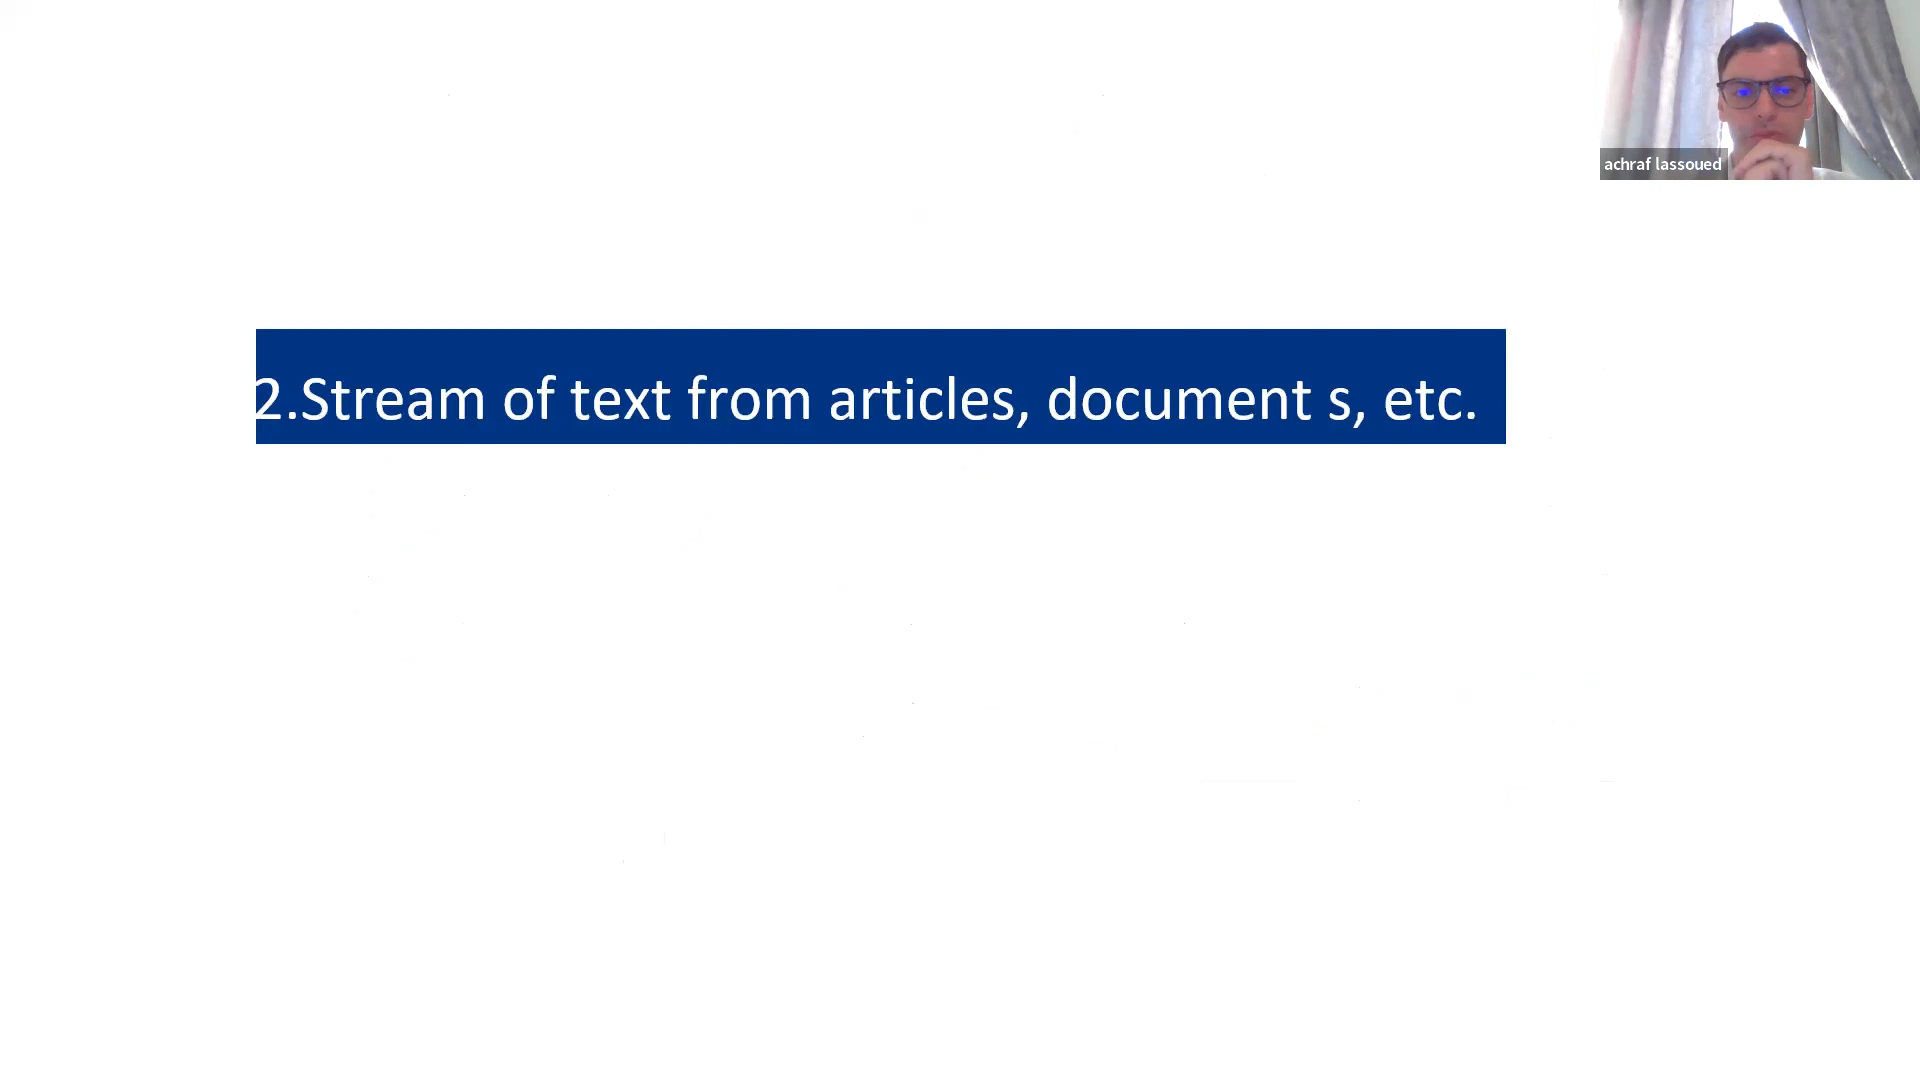 achraf lassoued
2.Stream of text from articles, document s, etc.